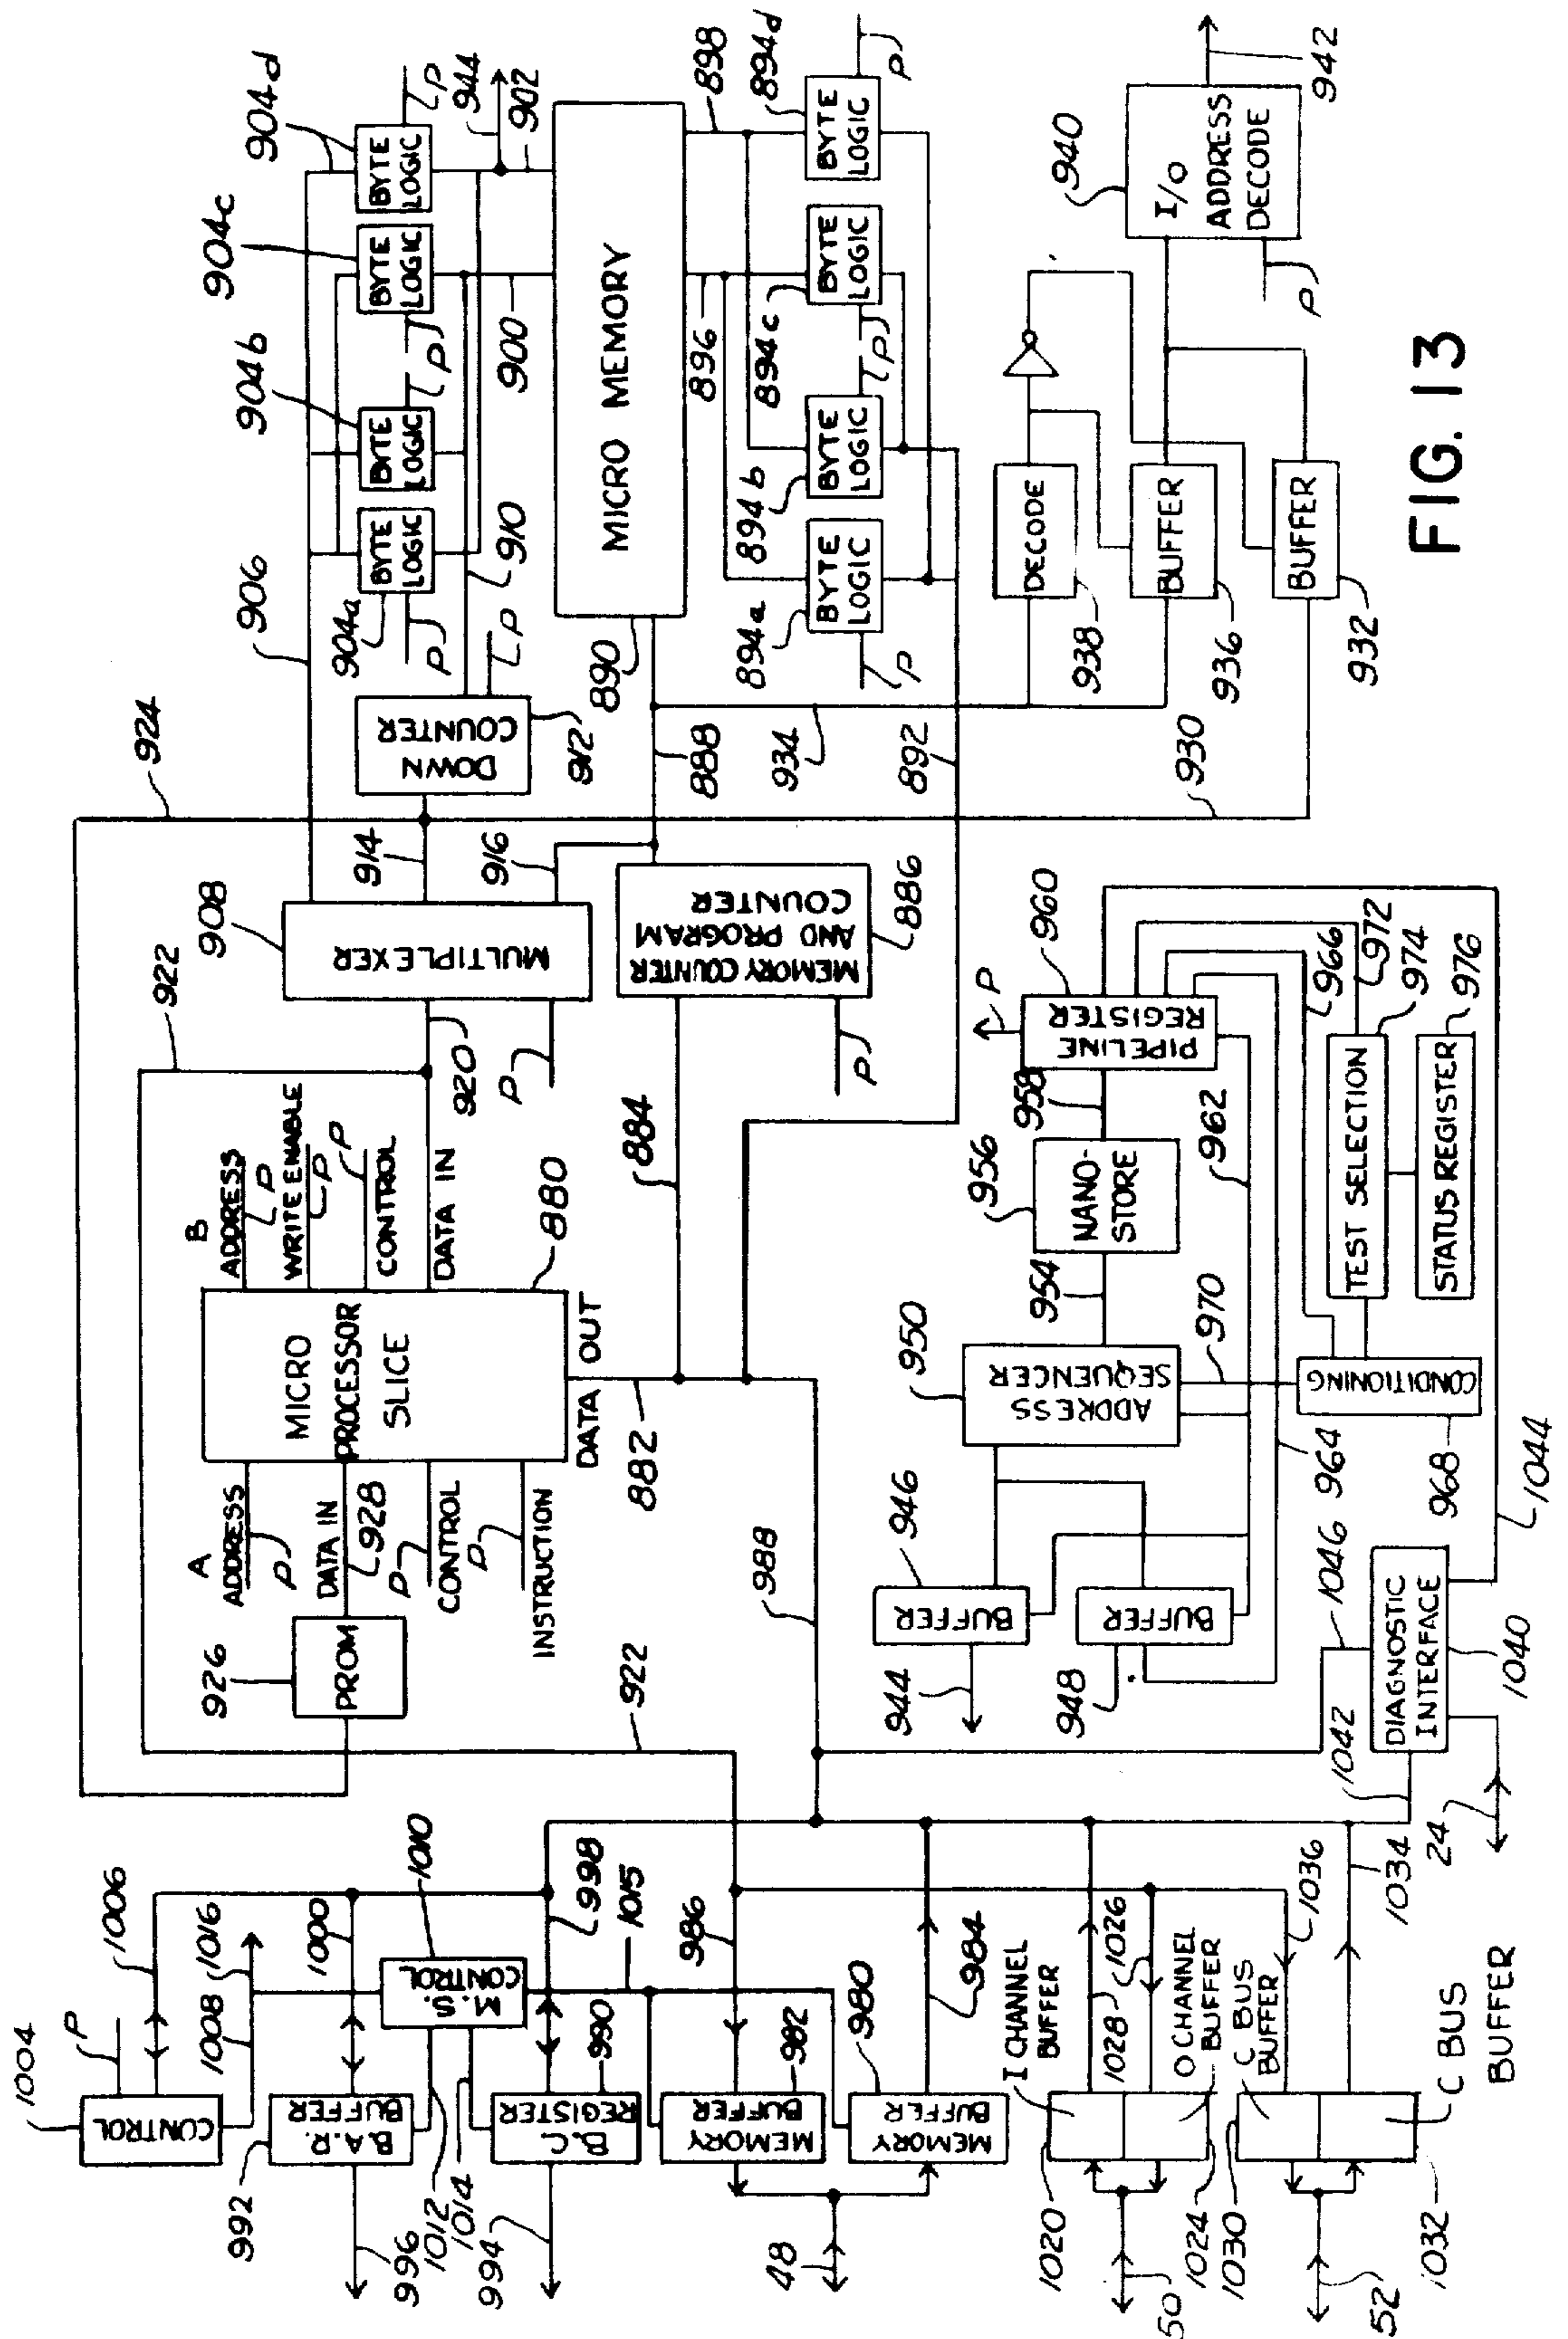 904d
904c
904b
906
904a
924
BYTE
LOGIC
P
BYTE
LOGIC
P
BYTE
LOGIC
P
BYTE
LOGIC
P
944
902
900
910
P
DOWN
COUNTER
912
914
916
908
MULTIPLEXER
922
920
P
MICRO MEMORY
890
888
898
896
894d
BYTE
LOGIC
P
894c
BYTE
LOGIC
P
894b
BYTE
LOGIC
P
894a
BYTE
LOGIC
P
934
892
930
MEMORY COUNTER
AND PROGRAM
COUNTER
886
P
884
DECODE
938
BUFFER
936
BUFFER
932
940
I/O
ADDRESS
DECODE
P
942
FIG. 13
B
ADDRESS
P
WRITE ENABLE
P
CONTROL
P
DATA IN
MICRO
PROCESSOR
SLICE
880
DATA OUT
882
A
ADDRESS
P
DATA IN
928
P
CONTROL
P
INSTRUCTION
926
PROM
922
988
960
P
PIPELINE
REGISTER
958
956
NANO-
STORE
954
950
ADDRESS
SEQUENCER
962
966
972
974
976
TEST SELECTION
STATUS REGISTER
970
CONDITIONING
964
968
1044
946
BUFFER
944
BUFFER
948
1046
DIAGNOSTIC
INTERFACE
1040
1042
24
1004
P
CONTROL
1006
1008
1016
1000
992
B.A.R.
BUFFER
996
1012
1014
1010
M.S.
CONTROL
998
1015
990
B.C.
REGISTER
994
986
982
MEMORY
BUFFER
980
MEMORY
BUFFER
984
48
I CHANNEL
BUFFER
1020
1028
1026
O CHANNEL
BUFFER
1024
50
C BUS
BUFFER
1030
1036
1034
C BUS
BUFFER
1032
52